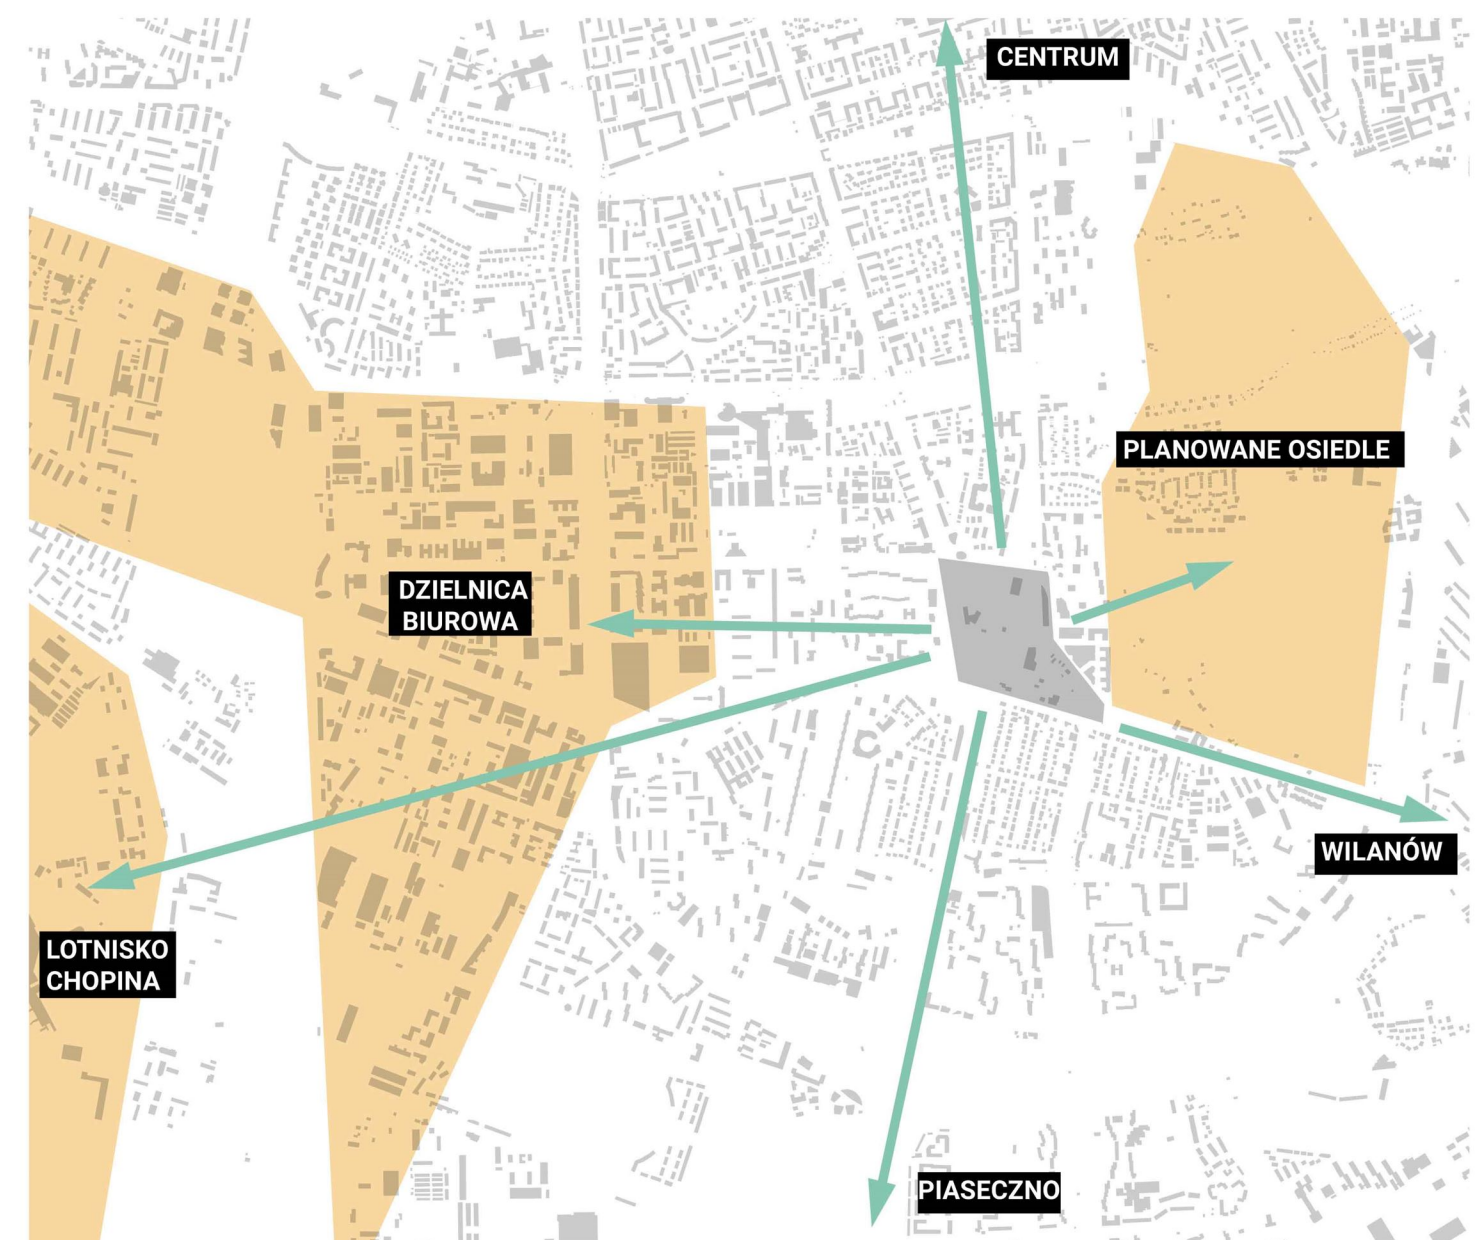 CENTRUM
PLANOWANE OSIEDLE
DZIELNICA
BIUROWA
WILANÓW
LOTNISKO
CHOPINA
PIASECZNO